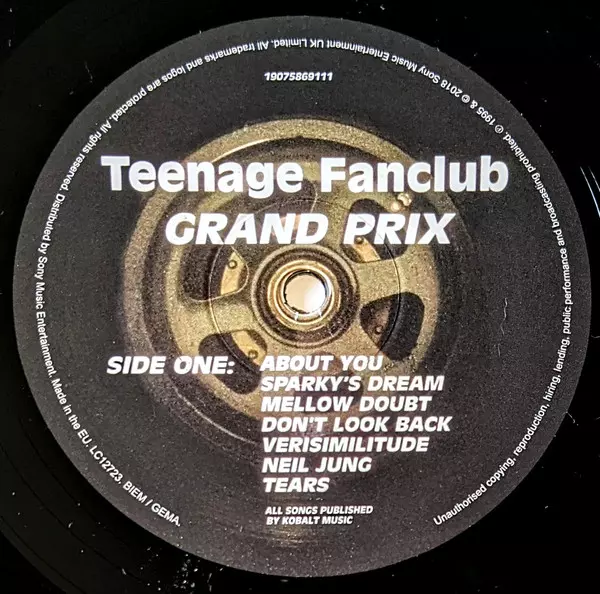 19075869111
Teenage Fanclub
GRAND PRIX
SIDE ONE:
ABOUT YOU
SPARKY'S DREAM
MELLOW DOUBT
DON'T LOOK BACK
VERISIMILITUDE
NEIL JUNG
TEARS
ALL SONGS PUBLISHED
BY KOBALT MUSIC
℗ 1995 & © 2018 Sony Music Entertainment UK Limited. All trademarks and logos are protected. All rights reserved. Distributed by Sony Music Entertainment. Made in the EU. LC12723. BIEM / GEMA.
Unauthorised copying, reproduction, hiring, lending, public performance and broadcasting prohibited.